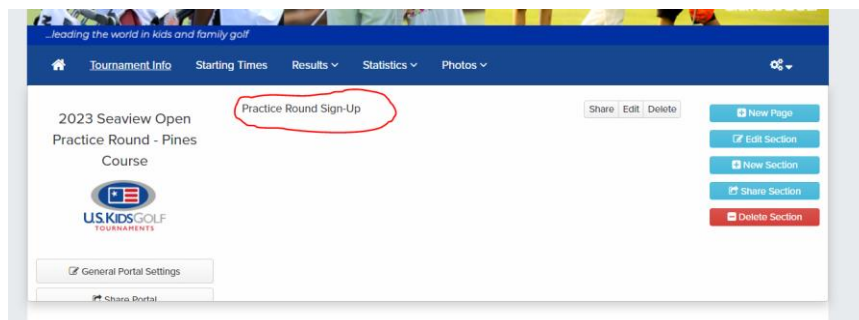 ...leading the world in kids and family golf
Tournament Info Starting Times Results Statistics Photos
Practice Round Sign-Up
Share Edit Delete
2023 Seaview Open
Practice Round - Pines
Course
U.S.KIDSGOLF
TOURNAMENTS
General Portal Settings
Share Portal
New Page
Edit Section
New Section
Share Section
Delete Section